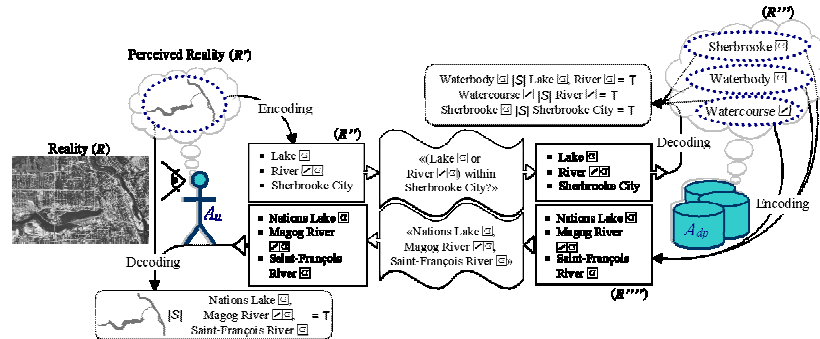 (R''')
Sherbrooke
Perceived Reality (R')
Waterbody
Watercourse
Waterbody |S| Lake, River = T
Watercourse |S| River = T
Sherbrooke |S| Sherbrooke City = T
Encoding
(R'')
Decoding
Reality (R)
Lake
River
Sherbrooke City
«(Lake or
River) within
Sherbrooke City?»
Lake
River
Sherbrooke City
Encoding
Au
Nations Lake
Magog River
Saint-François
River
«Nations Lake,
Magog River,
Saint-François River»
Nations Lake
Magog River
Saint-François
River
Adp
Decoding
(R'''')
|S|
Nations Lake,
Magog River, = T
Saint-François River